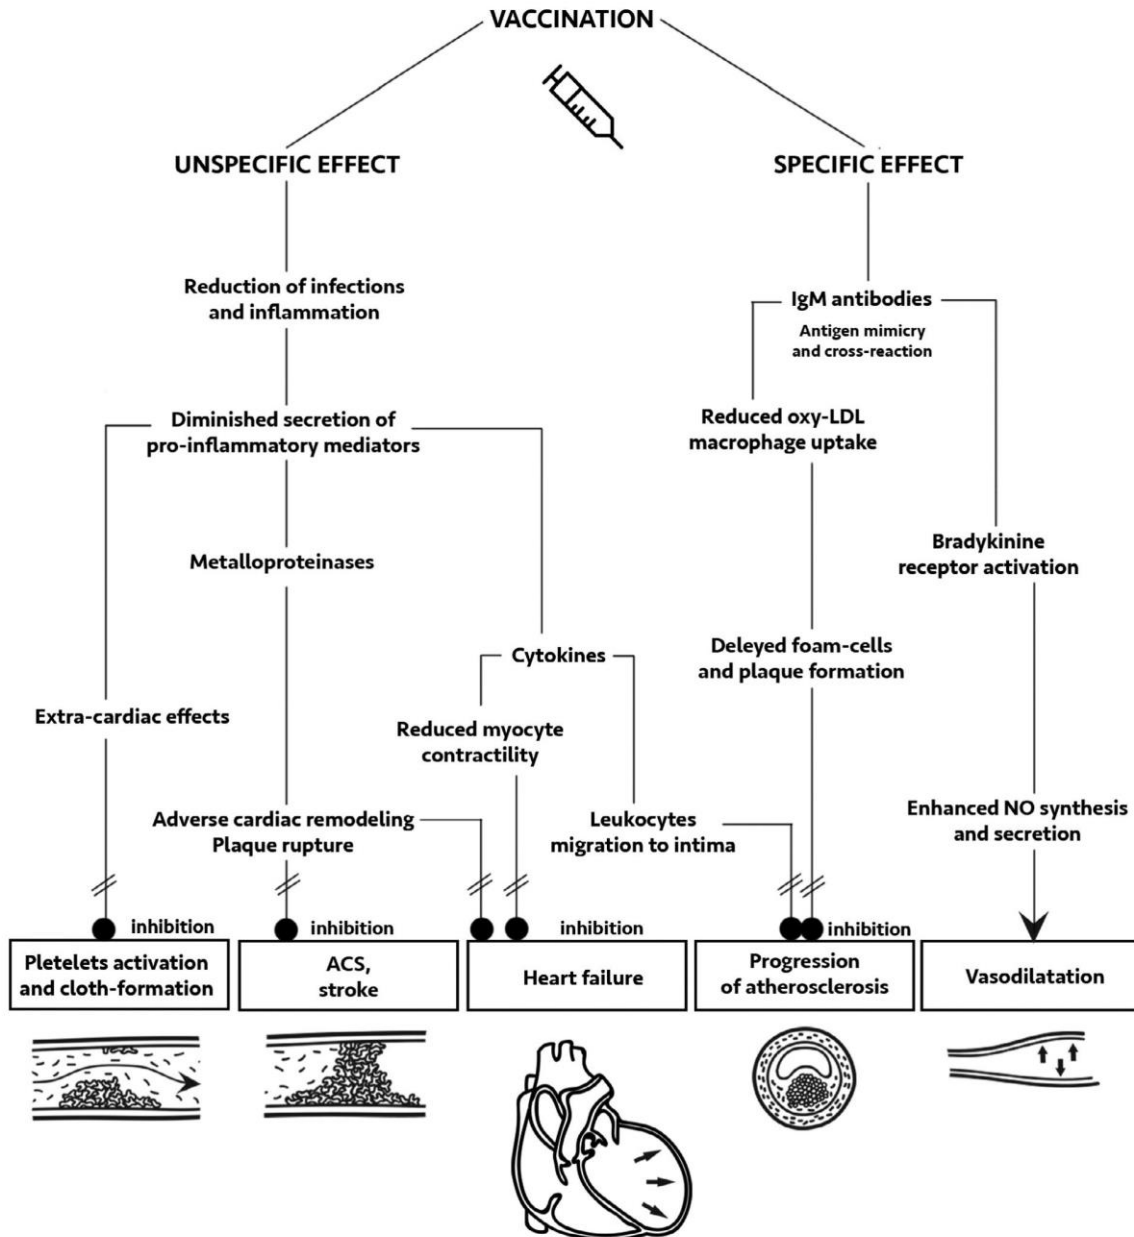 VACCINATION
UNSPECIFIC EFFECT
SPECIFIC EFFECT
Reduction of infections
and inflammation
IgM antibodies
Antigen mimicry
and cross-reaction
Diminished secretion of
pro-inflammatory mediators
Reduced oxy-LDL
macrophage uptake
Metalloproteinases
Bradykinine
receptor activation
Cytokines
Deleyed foam-cells
and plaque formation
Extra-cardiac effects
Reduced myocyte
contractility
Adverse cardiac remodeling
Plaque rupture
Leukocytes
migration to intima
Enhanced NO synthesis
and secretion
inhibition
inhibition
inhibition
inhibition
Pletelets activation
and cloth-formation
ACS,
stroke
Heart failure
Progression
of atherosclerosis
Vasodilatation